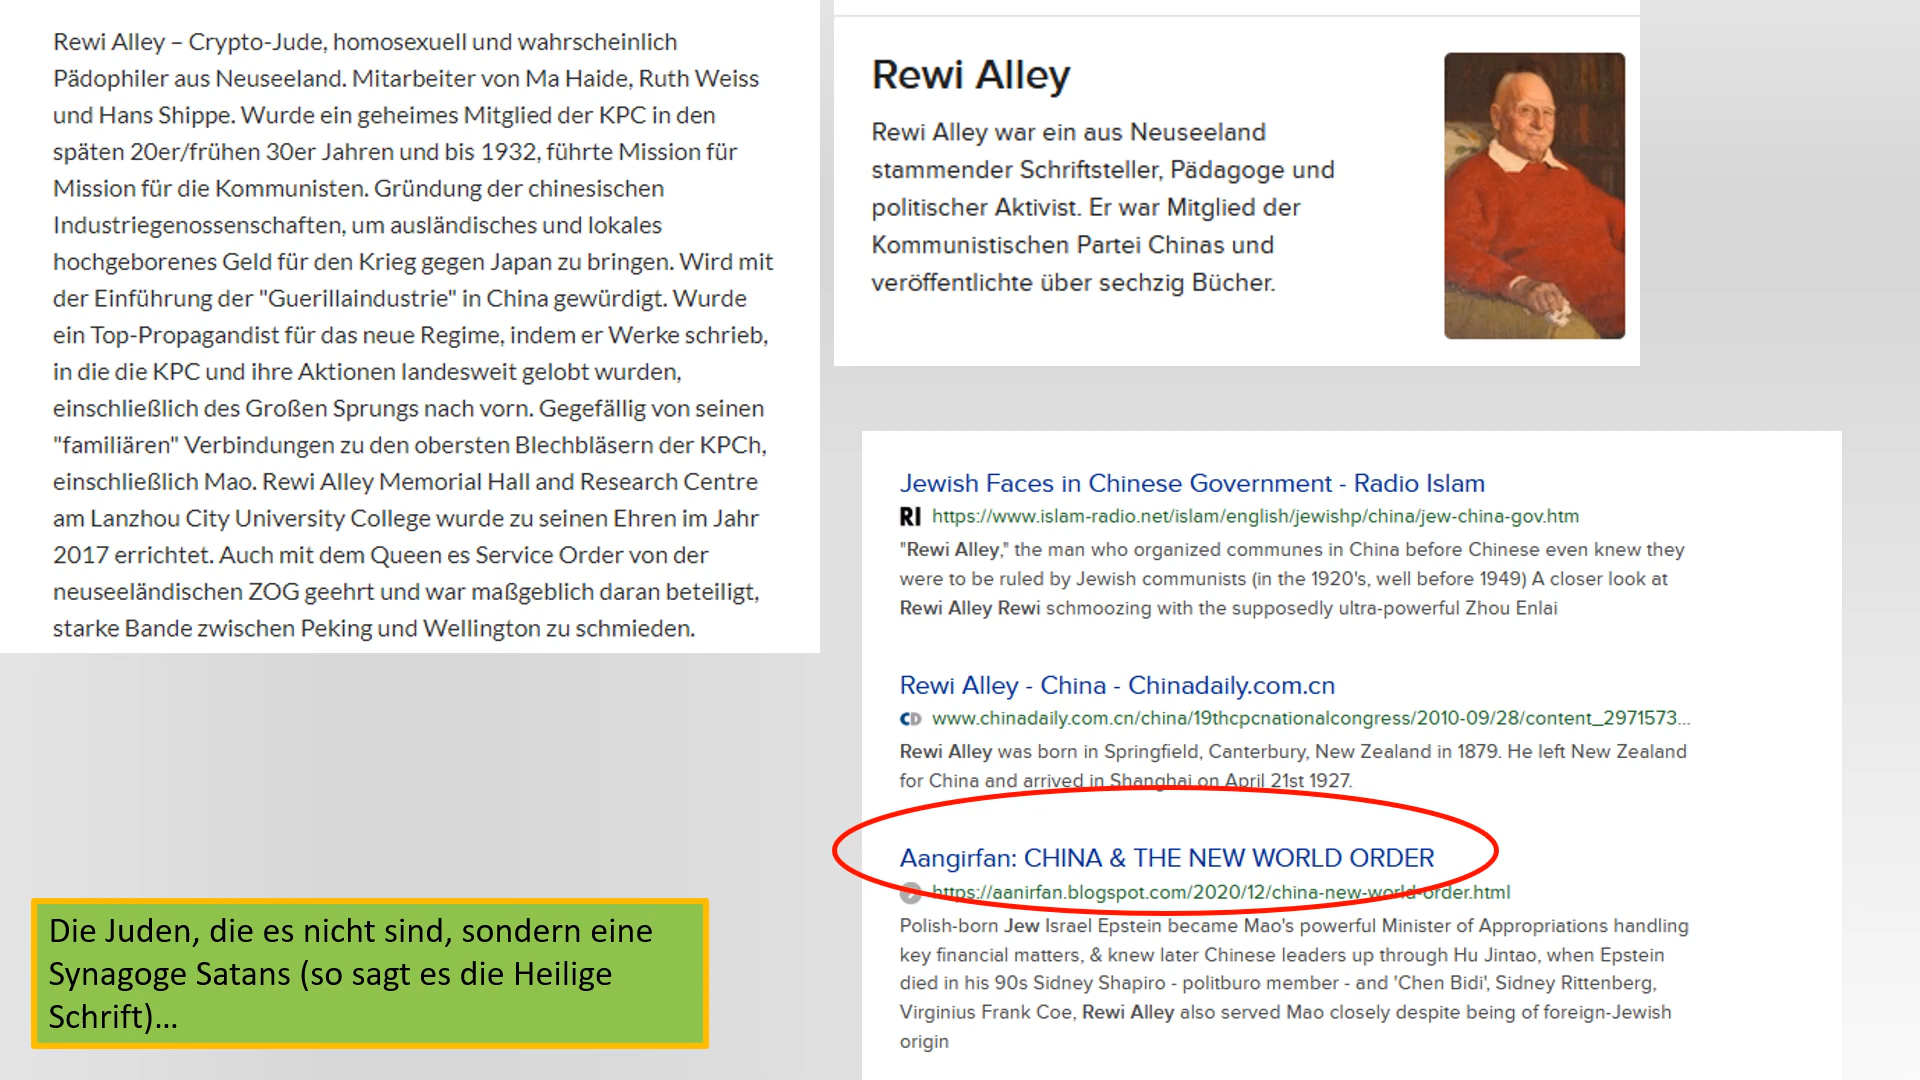 Rewi Alley – Crypto-Jude, homosexuell und wahrscheinlich
Pädophiler aus Neuseeland. Mitarbeiter von Ma Haide, Ruth Weiss
und Hans Shippe. Wurde ein geheimes Mitglied der KPC in den
späten 20er/frühen 30er Jahren und bis 1932, führte Mission für
Mission für die Kommunisten. Gründung der chinesischen
Industriegenossenschaften, um ausländisches und lokales
hochgeborenes Geld für den Krieg gegen Japan zu bringen. Wird mit
der Einführung der "Guerillaindustrie" in China gewürdigt. Wurde
ein Top-Propagandist für das neue Regime, indem er Werke schrieb,
in die die KPC und ihre Aktionen landesweit gelobt wurden,
einschließlich des Großen Sprungs nach vorn. Gegefällig von seinen
"familiären" Verbindungen zu den obersten Blechbläsern der KPCh,
einschließlich Mao. Rewi Alley Memorial Hall and Research Centre
am Lanzhou City University College wurde zu seinen Ehren im Jahr
2017 errichtet. Auch mit dem Queen es Service Order von der
neuseeländischen ZOG geehrt und war maßgeblich daran beteiligt,
starke Bande zwischen Peking und Wellington zu schmieden.
Rewi Alley
Rewi Alley war ein aus Neuseeland
stammender Schriftsteller, Pädagoge und
politischer Aktivist. Er war Mitglied der
Kommunistischen Partei Chinas und
veröffentlichte über sechzig Bücher.
Jewish Faces in Chinese Government - Radio Islam
RI https://www.islam-radio.net/islam/english/jewishp/china/jew-china-gov.htm
"Rewi Alley," the man who organized communes in China before Chinese even knew they
were to be ruled by Jewish communists (in the 1920's, well before 1949) A closer look at
Rewi Alley Rewi schmoozing with the supposedly ultra-powerful Zhou Enlai
Rewi Alley - China - Chinadaily.com.cn
CD www.chinadaily.com.cn/china/19thcpcnationalcongress/2010-09/28/content_2971573...
Rewi Alley was born in Springfield, Canterbury, New Zealand in 1879. He left New Zealand
for China and arrived in Shanghai on April 21st 1927.
Aangirfan: CHINA & THE NEW WORLD ORDER
https://aanirfan.blogspot.com/2020/12/china-new-world-order.html
Polish-born Jew Israel Epstein became Mao's powerful Minister of Appropriations handling
key financial matters, & knew later Chinese leaders up through Hu Jintao, when Epstein
died in his 90s Sidney Shapiro - politburo member - and 'Chen Bidi', Sidney Rittenberg,
Virginius Frank Coe, Rewi Alley also served Mao closely despite being of foreign-Jewish
origin
Die Juden, die es nicht sind, sondern eine
Synagoge Satans (so sagt es die Heilige
Schrift)...